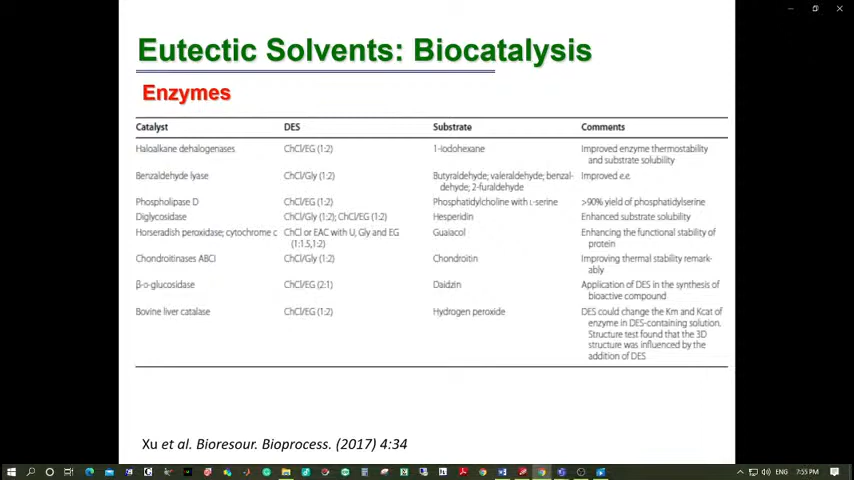 Eutectic Solvents: Biocatalysis
Enzymes
Catalyst DES Substrate Comments
Haloalkane dehalogenases ChCl/EG (1:2) 1-Iodohexane Improved enzyme thermostability
and substrate solubility
Benzaldehyde lyase ChCl/Gly (1:2) Butyraldehyde; valeraldehyde; benzal- Improved e.e.
dehyde; 2-furaldehyde
Phospholipase D ChCl/EG (1:2) Phosphatidylcholine with L-serine >90% yield of phosphatidylserine
Diglycosidase ChCl/Gly (1:2); ChCl/EG (1:2) Hesperidin Enhanced substrate solubility
Horseradish peroxidase; cytochrome c ChCl or EAC with U, Gly and EG Guaiacol Enhancing the functional stability of
(1:1.5,1:2) protein
Chondroitinases ABCI ChCl/Gly (1:2) Chondroitin Improving thermal stability remark-
ably
β-D-glucosidase ChCl/EG (2:1) Daidzin Application of DES in the synthesis of
bioactive compound
Bovine liver catalase ChCl/EG (1:2) Hydrogen peroxide DES could change the Km and Kcat of
enzyme in DES-containing solution.
Structure test found that the 3D
structure was influenced by the
addition of DES
Xu et al. Bioresour. Bioprocess. (2017) 4:34
ENG 7:55 PM